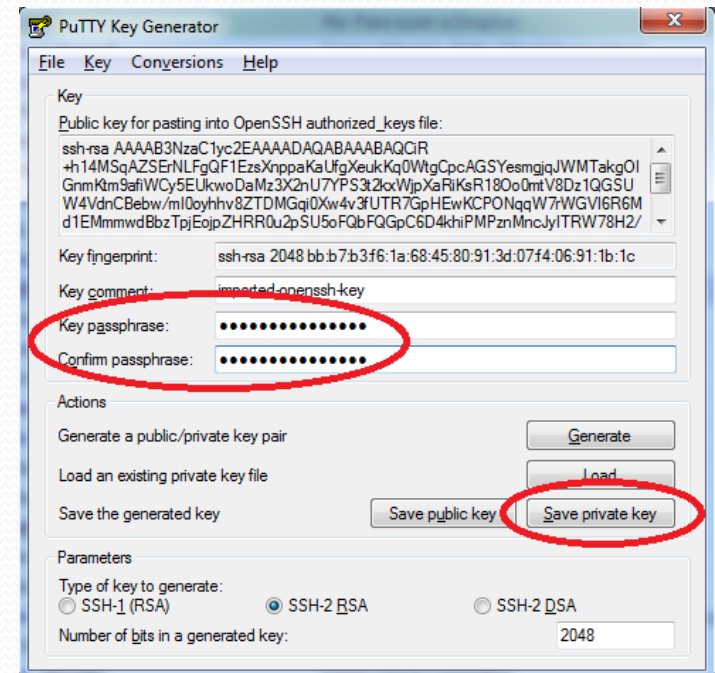 PuTTY Key Generator
File Key Conversions Help
Key
Public key for pasting into OpenSSH authorized_keys file:
ssh-rsa AAAAB3NzaC1yc2EAAAADAQABAAABAQCiR
+h14MSqAZSErNLFgQF1EzsXnppaKaUfgXeukKq0WtgCpcAGSYesmgjqJWMTakgOl
GnmKtm9afiWCy5EUkwoDaMz3X2nU7YPS3t2kxWjpXaRiKsR18Oo0mtV8Dz1QGSU
W4VdnCBebw/ml0oyhhv8ZTDMGqi0Xw4v3fUTR7GpHEwKCPONqqW7rWGVl6R6M
d1EMmmwdBbzTpjEojpZHRR0u2pSU5oFQbFQGpC6D4khiPMPznMncJyITRW78H2/
Key fingerprint: ssh-rsa 2048 bb:b7:b3:f6:1a:68:45:80:91:3d:07:f4:06:91:1b:1c
Key comment: imported-openssh-key
Key passphrase: ●●●●●●●●●●●●●●●
Confirm passphrase: ●●●●●●●●●●●●●●●
Actions
Generate a public/private key pair Generate
Load an existing private key file Load
Save the generated key Save public key Save private key
Parameters
Type of key to generate:
SSH-1 (RSA) SSH-2 RSA SSH-2 DSA
Number of bits in a generated key: 2048